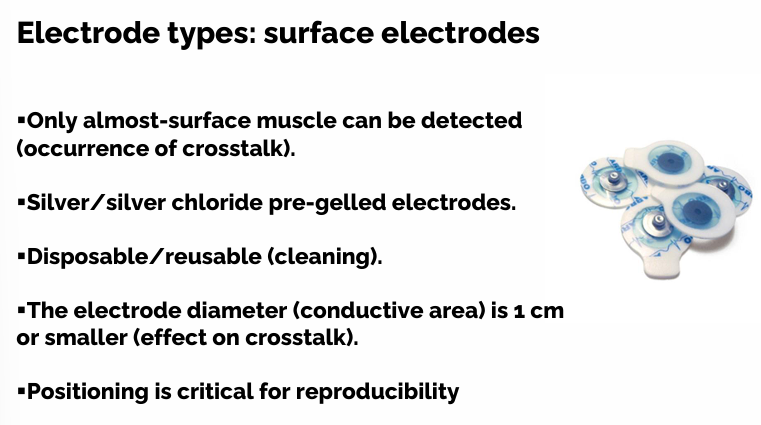 Electrode types: surface electrodes
▪Only almost-surface muscle can be detected
(occurrence of crosstalk).
▪Silver/silver chloride pre-gelled electrodes.
▪Disposable/reusable (cleaning).
▪The electrode diameter (conductive area) is 1 cm
or smaller (effect on crosstalk).
▪Positioning is critical for reproducibility